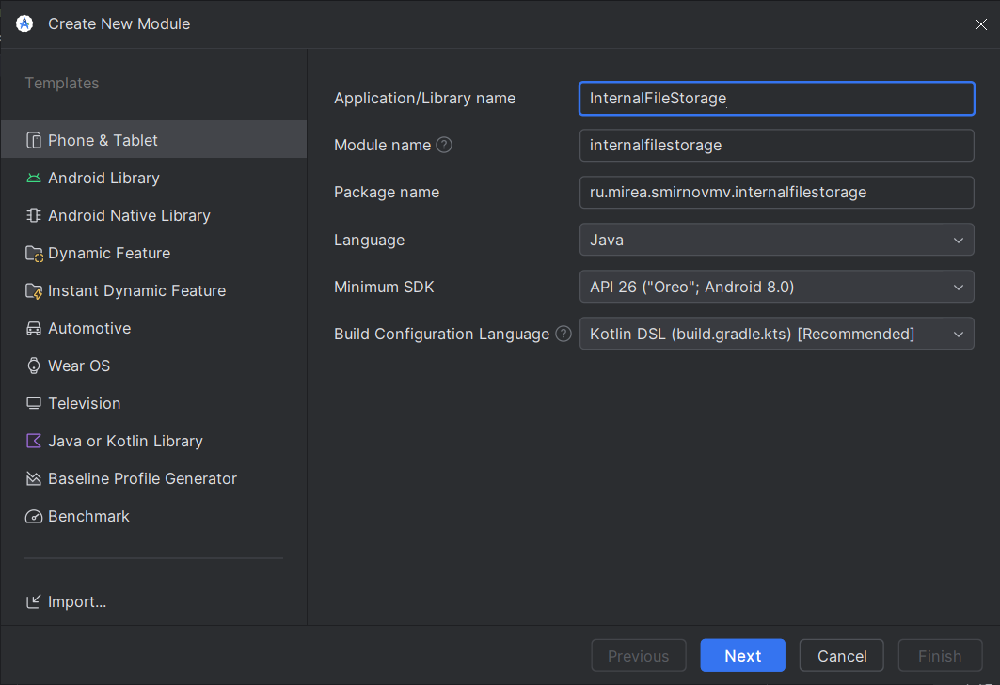 Create New Module
Templates
Phone & Tablet
Android Library
Android Native Library
Dynamic Feature
Instant Dynamic Feature
Automotive
Wear OS
Television
Java or Kotlin Library
Baseline Profile Generator
Benchmark
Import...
Application/Library name InternalFileStorage
Module name ? internalfilestorage
Package name ru.mirea.smirnovmv.internalfilestorage
Language Java
Minimum SDK API 26 ("Oreo"; Android 8.0)
Build Configuration Language ? Kotlin DSL (build.gradle.kts) [Recommended]
Previous Next Cancel Finish